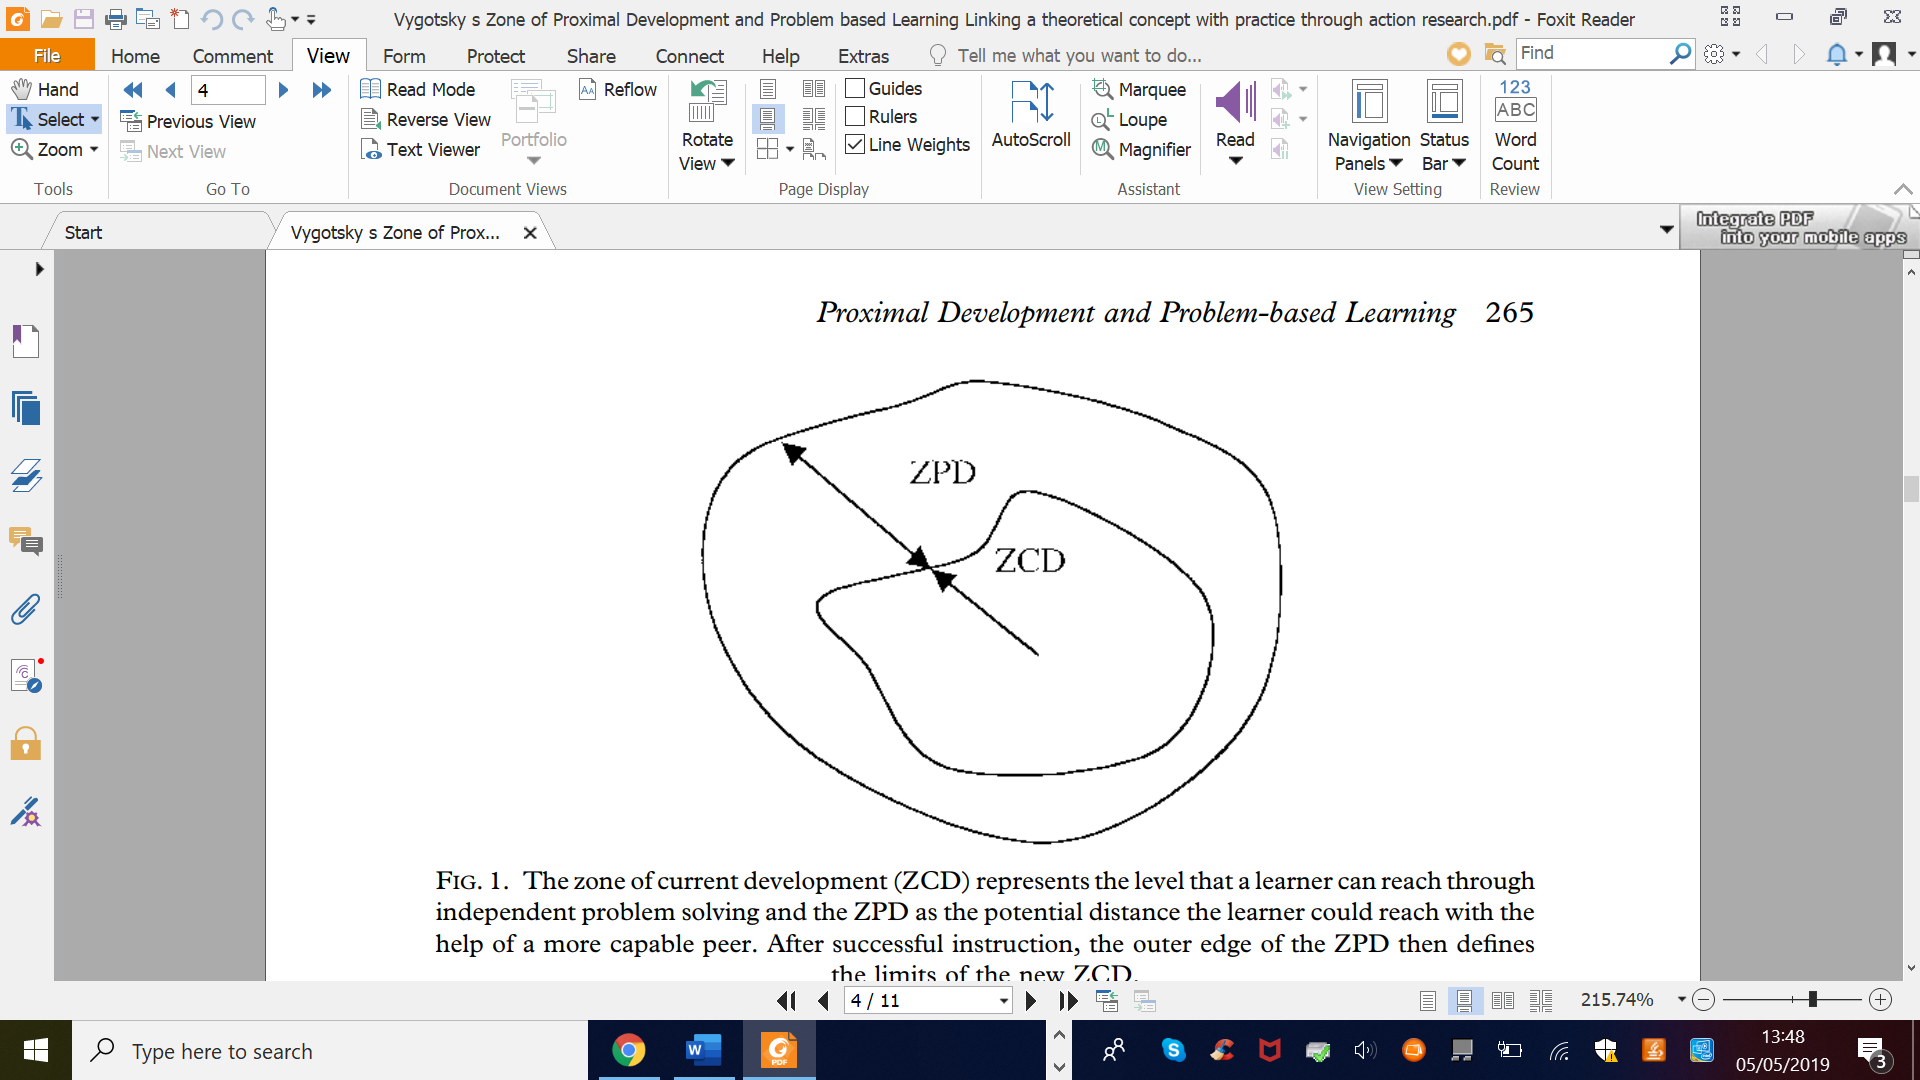 Vygotsky s Zone of Proximal Development and Problem based Learning Linking a theoretical concept with practice through action research.pdf - Foxit Reader
File Home Comment View Form Protect Share Connect Help Extras Tell me what you want to do... Find
Hand 4 Read Mode Reflow Guides Marquee 123
Select Previous View Reverse View Rulers Loupe ABC
Zoom Next View Text Viewer Portfolio Rotate View Line Weights AutoScroll Magnifier Read Navigation Panels Status Bar Word Count
Tools Go To Document Views Page Display Assistant View Setting Review
Start Vygotsky s Zone of Prox... Integrate PDF
into your mobile apps
Proximal Development and Problem-based Learning 265
ZPD
ZCD
FIG. 1. The zone of current development (ZCD) represents the level that a learner can reach through
independent problem solving and the ZPD as the potential distance the learner could reach with the
help of a more capable peer. After successful instruction, the outer edge of the ZPD then defines
the limits of the new ZCD.
4 / 11 215.74%
Type here to search 13:48
05/05/2019 3